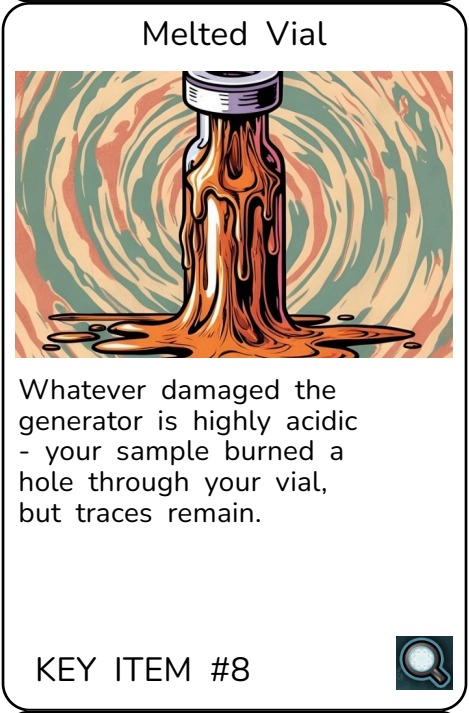 Melted Vial
Whatever damaged the
generator is highly acidic
- your sample burned a
hole through your vial,
but traces remain.
KEY ITEM #8